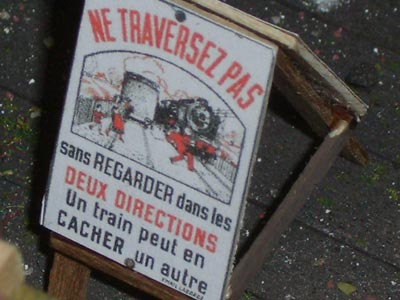 NE TRAVERSEZ PAS
sans REGARDER dans les
DEUX DIRECTIONS
Un train peut en
CACHER un autre